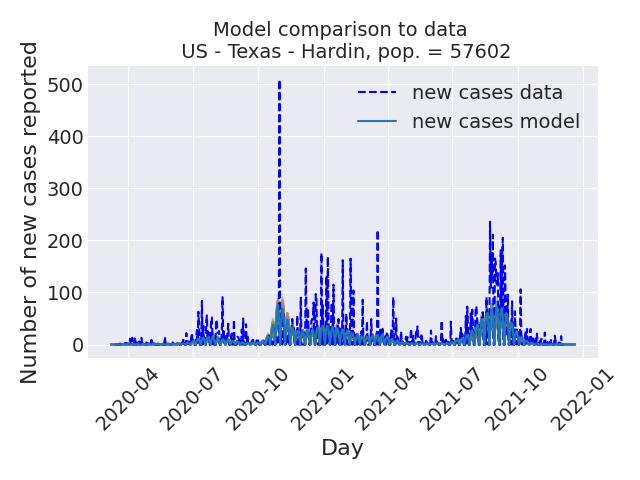 Model comparison to data
US - Texas - Hardin, pop. = 57602
Number of new cases reported
500
400
300
200
100
0
new cases data
new cases model
2020-04
2020-07
2020-10
2021-01
2021-04
2021-07
2021-10
2022-01
Day